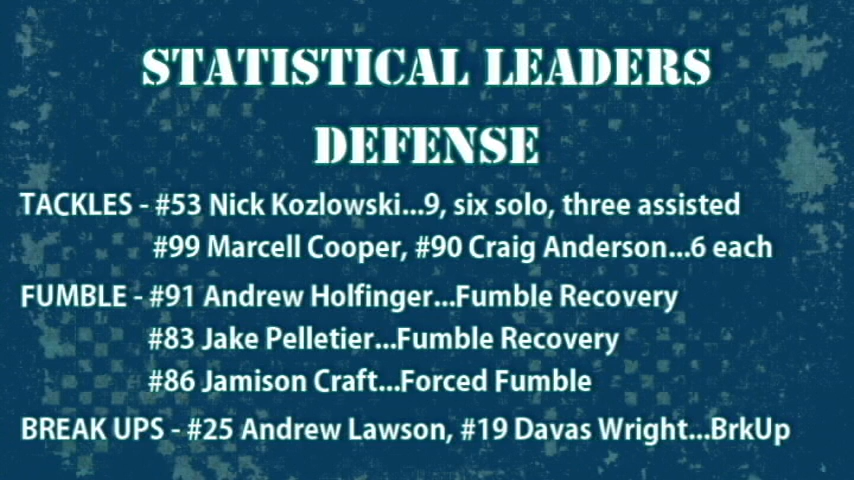 STATISTICAL LEADERS
DEFENSE
TACKLES - #53 Nick Kozlowski...9, six solo, three assisted
#99 Marcell Cooper, #90 Craig Anderson...6 each
FUMBLE - #91 Andrew Holfinger...Fumble Recovery
#83 Jake Pelletier...Fumble Recovery
#86 Jamison Craft...Forced Fumble
BREAK UPS - #25 Andrew Lawson, #19 Davas Wright...BrkUp